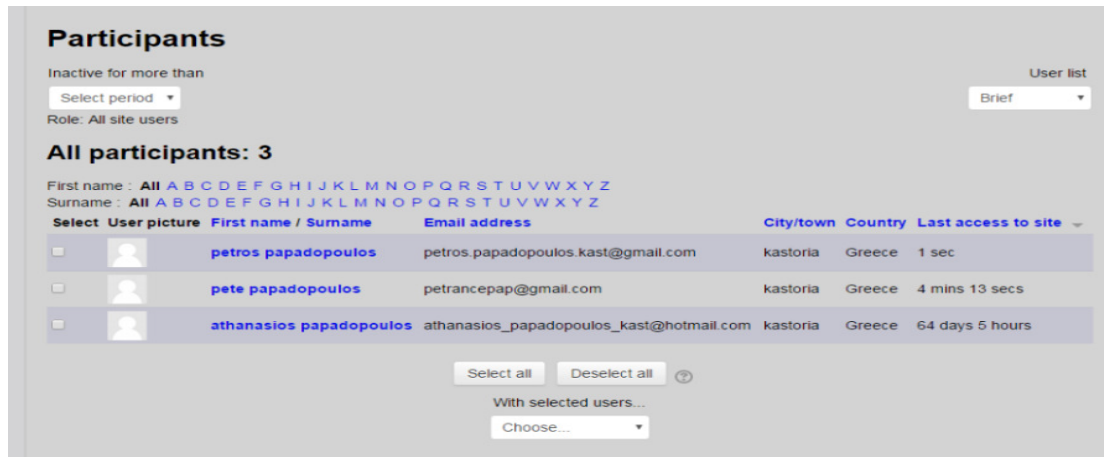 Participants
Inactive for more than User list
Select period Brief
Role: All site users
All participants: 3
First name : All A B C D E F G H I J K L M N O P Q R S T U V W X Y Z
Surname : All A B C D E F G H I J K L M N O P Q R S T U V W X Y Z
Select User picture First name / Surname Email address City/town Country Last access to site
petros papadopoulos petros.papadopoulos.kast@gmail.com kastoria Greece 1 sec
pete papadopoulos petrancepap@gmail.com kastoria Greece 4 mins 13 secs
athanasios papadopoulos athanasios_papadopoulos_kast@hotmail.com kastoria Greece 64 days 5 hours
Select all Deselect all ?
With selected users...
Choose...